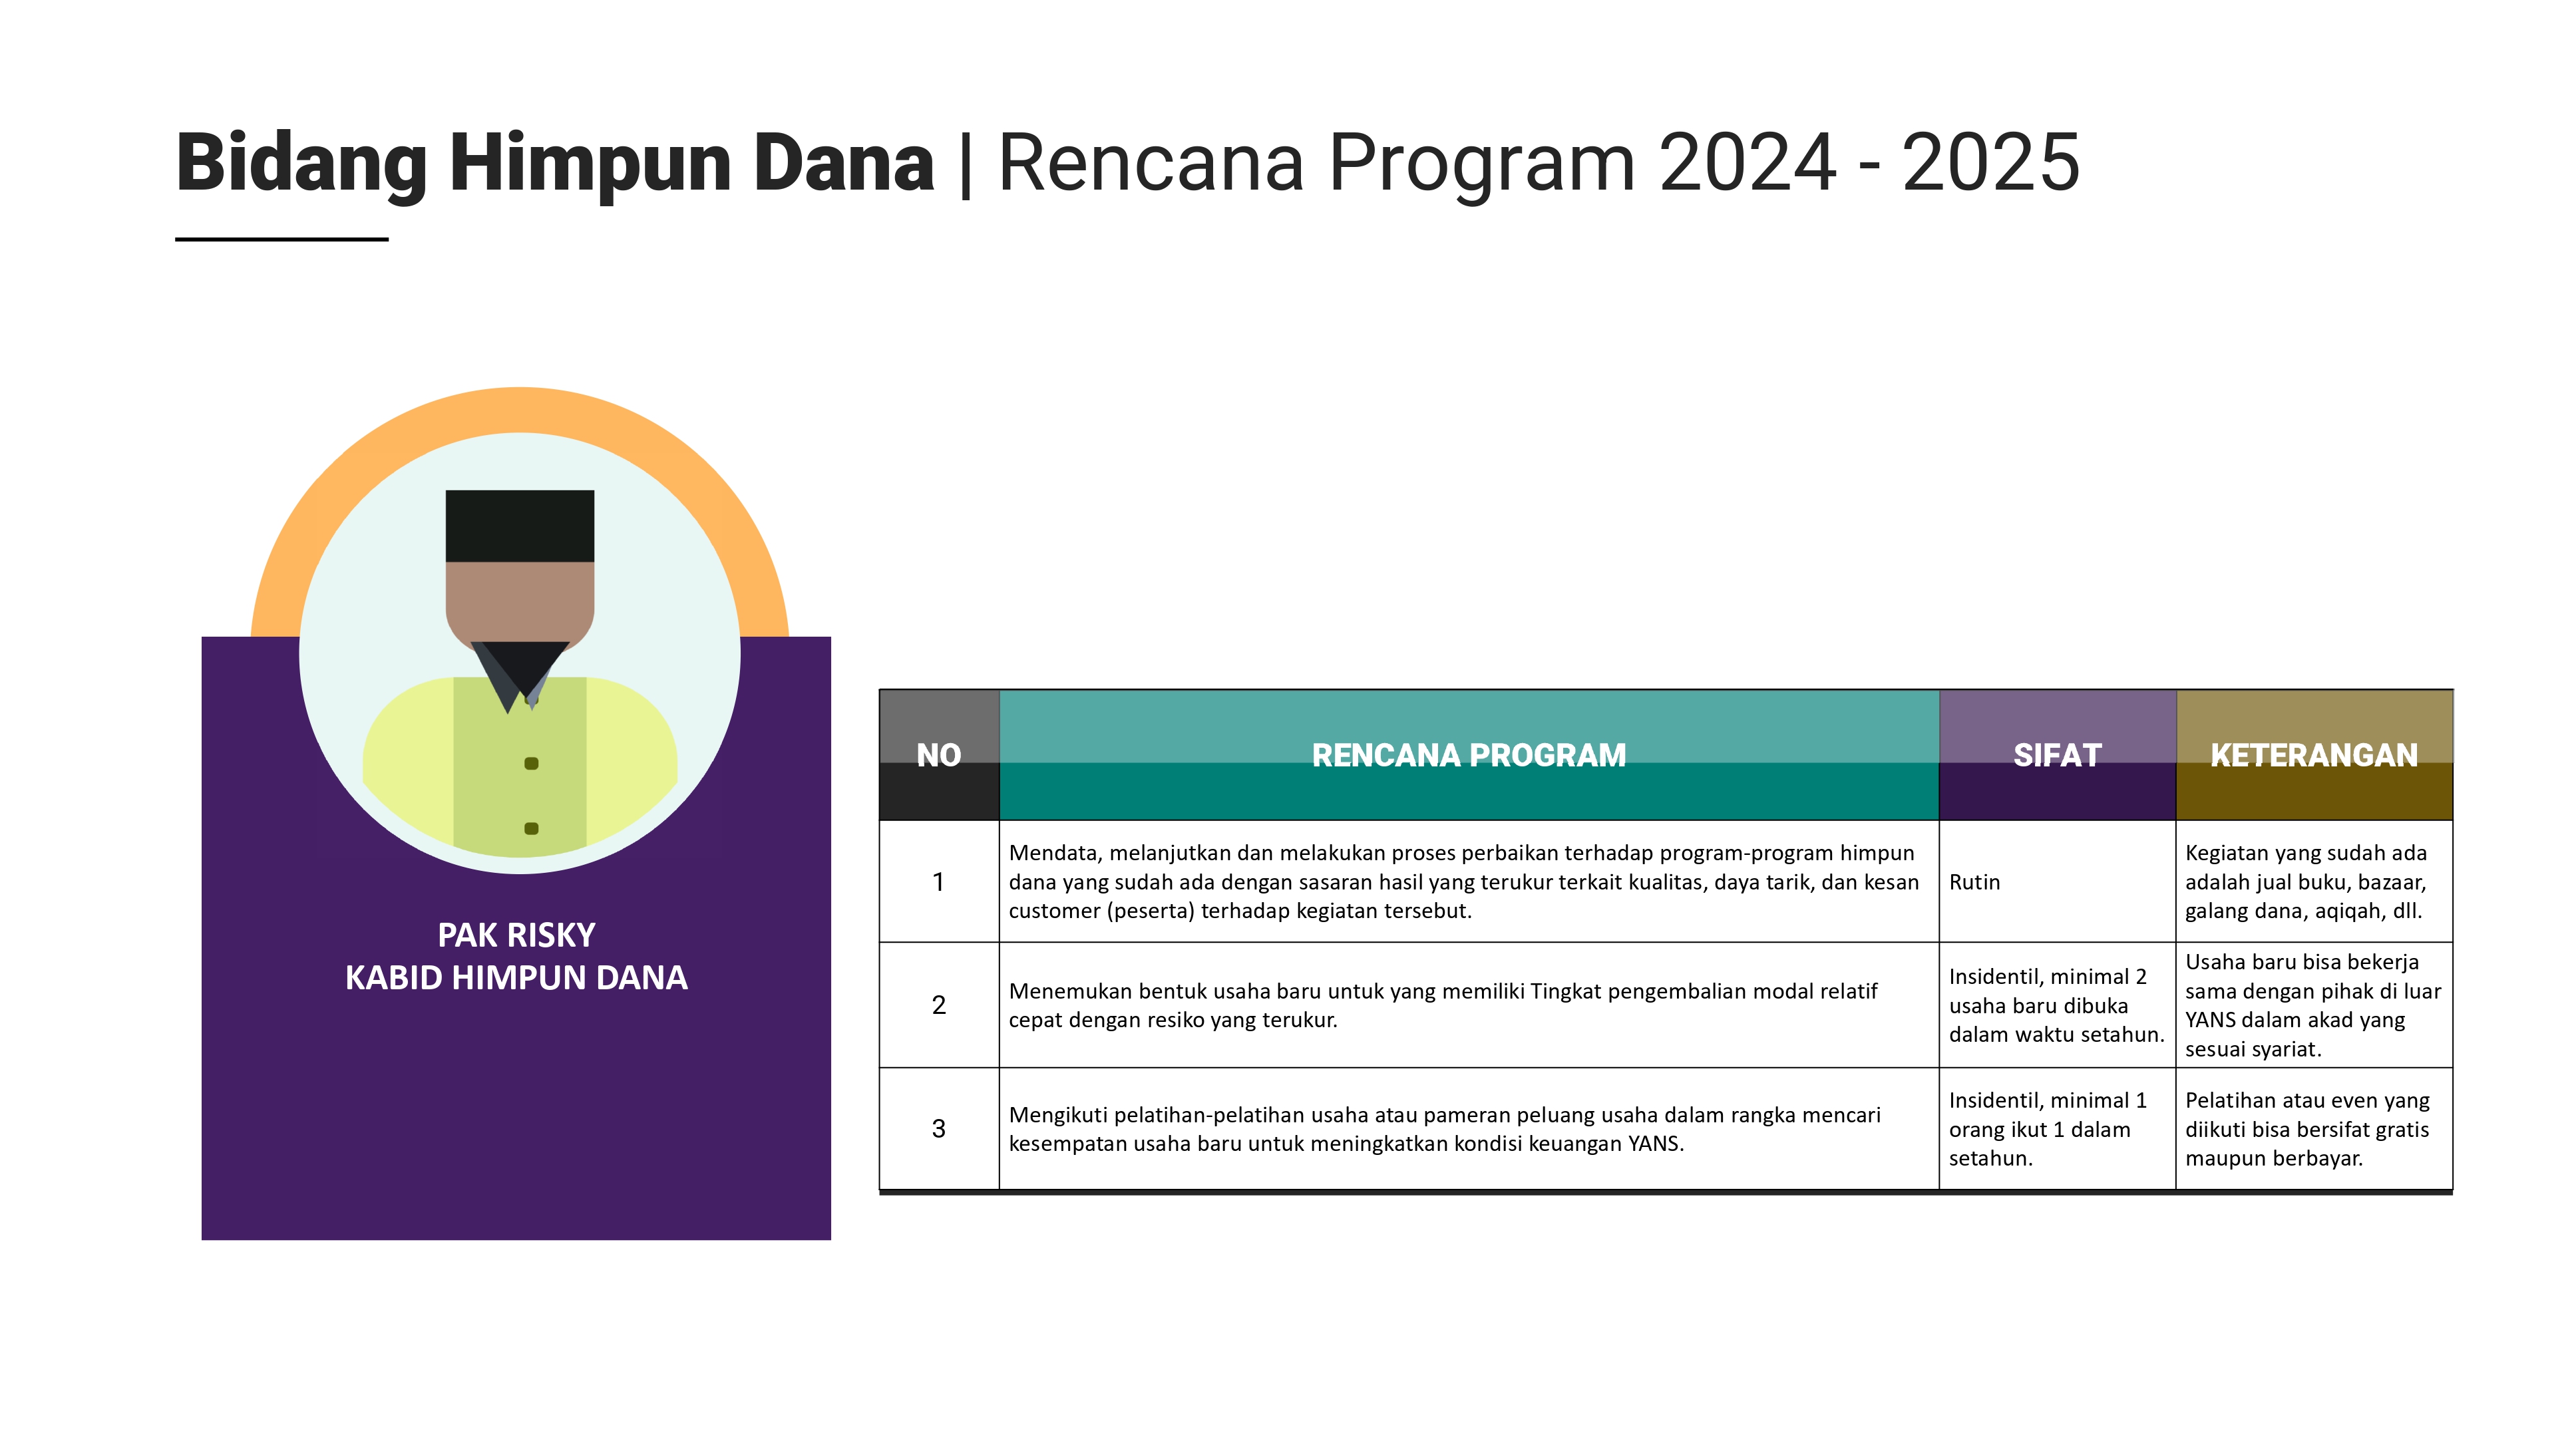 Bidang Himpun Dana | Rencana Program 2024 - 2025
PAK RISKY
KABID HIMPUN DANA
NO RENCANA PROGRAM SIFAT KETERANGAN
1
Mendata, melanjutkan dan melakukan proses perbaikan terhadap program-program himpun
dana yang sudah ada dengan sasaran hasil yang terukur terkait kualitas, daya tarik, dan kesan
customer (peserta) terhadap kegiatan tersebut.
Rutin
Kegiatan yang sudah ada
adalah jual buku, bazaar,
galang dana, aqiqah, dll.
2
Menemukan bentuk usaha baru untuk yang memiliki Tingkat pengembalian modal relatif
cepat dengan resiko yang terukur.
Insidentil, minimal 2
usaha baru dibuka
dalam waktu setahun.
Usaha baru bisa bekerja
sama dengan pihak di luar
YANS dalam akad yang
sesuai syariat.
3
Mengikuti pelatihan-pelatihan usaha atau pameran peluang usaha dalam rangka mencari
kesempatan usaha baru untuk meningkatkan kondisi keuangan YANS.
Insidentil, minimal 1
orang ikut 1 dalam
setahun.
Pelatihan atau even yang
diikuti bisa bersifat gratis
maupun berbayar.